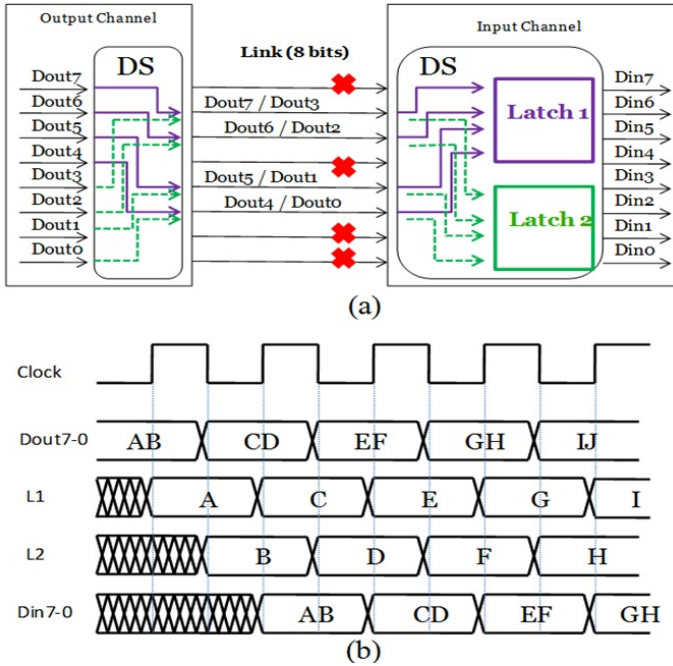 Output Channel
Input Channel
DS
Link (8 bits)
DS
Dout7
Dout6
Dout5
Dout4
Dout3
Dout2
Dout1
Dout0
Dout7 / Dout3
Dout6 / Dout2
Dout5 / Dout1
Dout4 / Dout0
Latch 1
Latch 2
Din7
Din6
Din5
Din4
Din3
Din2
Din1
Din0
(a)
Clock
Dout7-0 AB CD EF GH IJ
L1 A C E G I
L2 B D F H
Din7-0 AB CD EF GH
(b)